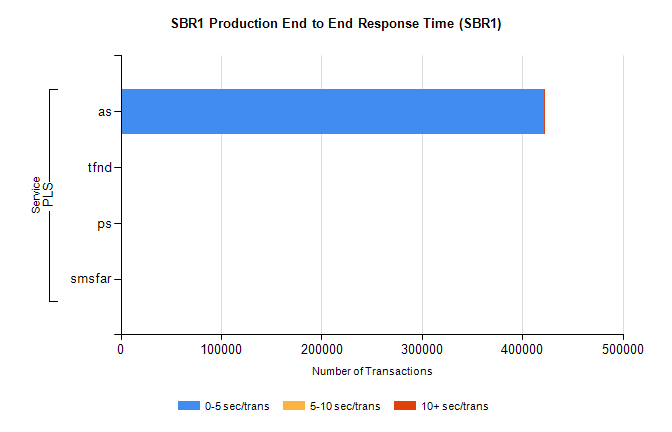 SBR1 Production End to End Response Time (SBR1)
Service
PLS
as
tfnd
ps
smsfar
0 100000 200000 300000 400000 500000
Number of Transactions
0-5 sec/trans 5-10 sec/trans 10+ sec/trans